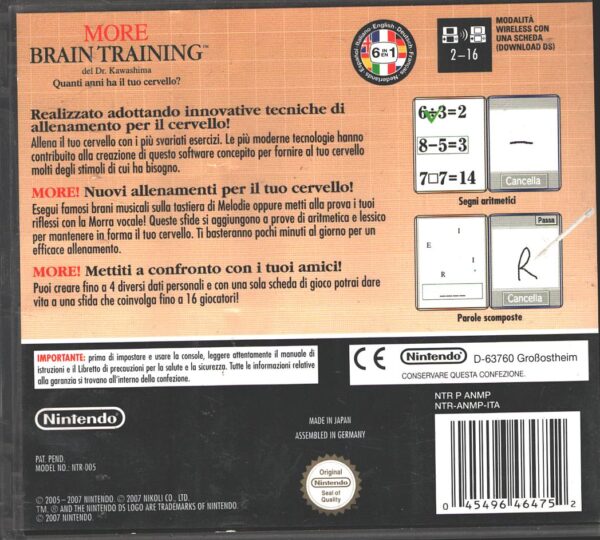 MORE
BRAIN TRAINING™
del Dr. Kawashima
Quanti anni ha il tuo cervello?
English·Deutsch·Français·Nederlands·Español·Italiano
6 IN EN 1
MODALITÀ
WIRELESS CON
UNA SCHEDA
(DOWNLOAD DS)
2-16
Realizzato adottando innovative tecniche di
allenamento per il cervello!
Allena il tuo cervello con i più svariati esercizi. Le più moderne tecnologie hanno
contribuito alla creazione di questo software concepito per fornire al tuo cervello
molti degli stimoli di cui ha bisogno.
MORE! Nuovi allenamenti per il tuo cervello!
Esegui famosi brani musicali sulla tastiera di Melodie oppure metti alla prova i tuoi
riflessi con la Morra vocale! Queste sfide si aggiungono a prove di aritmetica e lessico
per mantenere in forma il tuo cervello. Ti basteranno pochi minuti al giorno per un
efficace allenamento.
MORE! Mettiti a confronto con i tuoi amici!
Puoi creare fino a 4 diversi dati personali e con una sola scheda di gioco potrai dare
vita a una sfida che coinvolga fino a 16 giocatori!
6÷3=2
8-5=3
7□7=14
Cancella
Segni aritmetici
I
E
I
R
Passa
R
Cancella
Parole scomposte
IMPORTANTE: prima di impostare e usare la console, leggere attentamente il manuale di
istruzioni e il Libretto di precauzioni per la salute e la sicurezza. Tutte le informazioni relative
alla garanzia si trovano all'interno della confezione.
CE Nintendo® D-63760 Großostheim
CONSERVARE QUESTA CONFEZIONE.
Nintendo®
MADE IN JAPAN
ASSEMBLED IN GERMANY
PAT. PEND.
MODEL NO.: NTR-005
Original
Nintendo
Seal of
Quality
© 2005–2007 NINTENDO. © 2007 NIKOLI CO., LTD.
TM, ® AND THE NINTENDO DS LOGO ARE TRADEMARKS OF NINTENDO.
© 2007 NINTENDO.
NTR P ANMP
NTR-ANMP-ITA
0 45496 46475 2